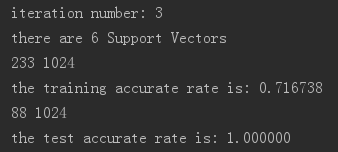 iteration number: 3
there are 6 Support Vectors
233 1024
the training accurate rate is: 0.716738
88 1024
the test accurate rate is: 1.000000